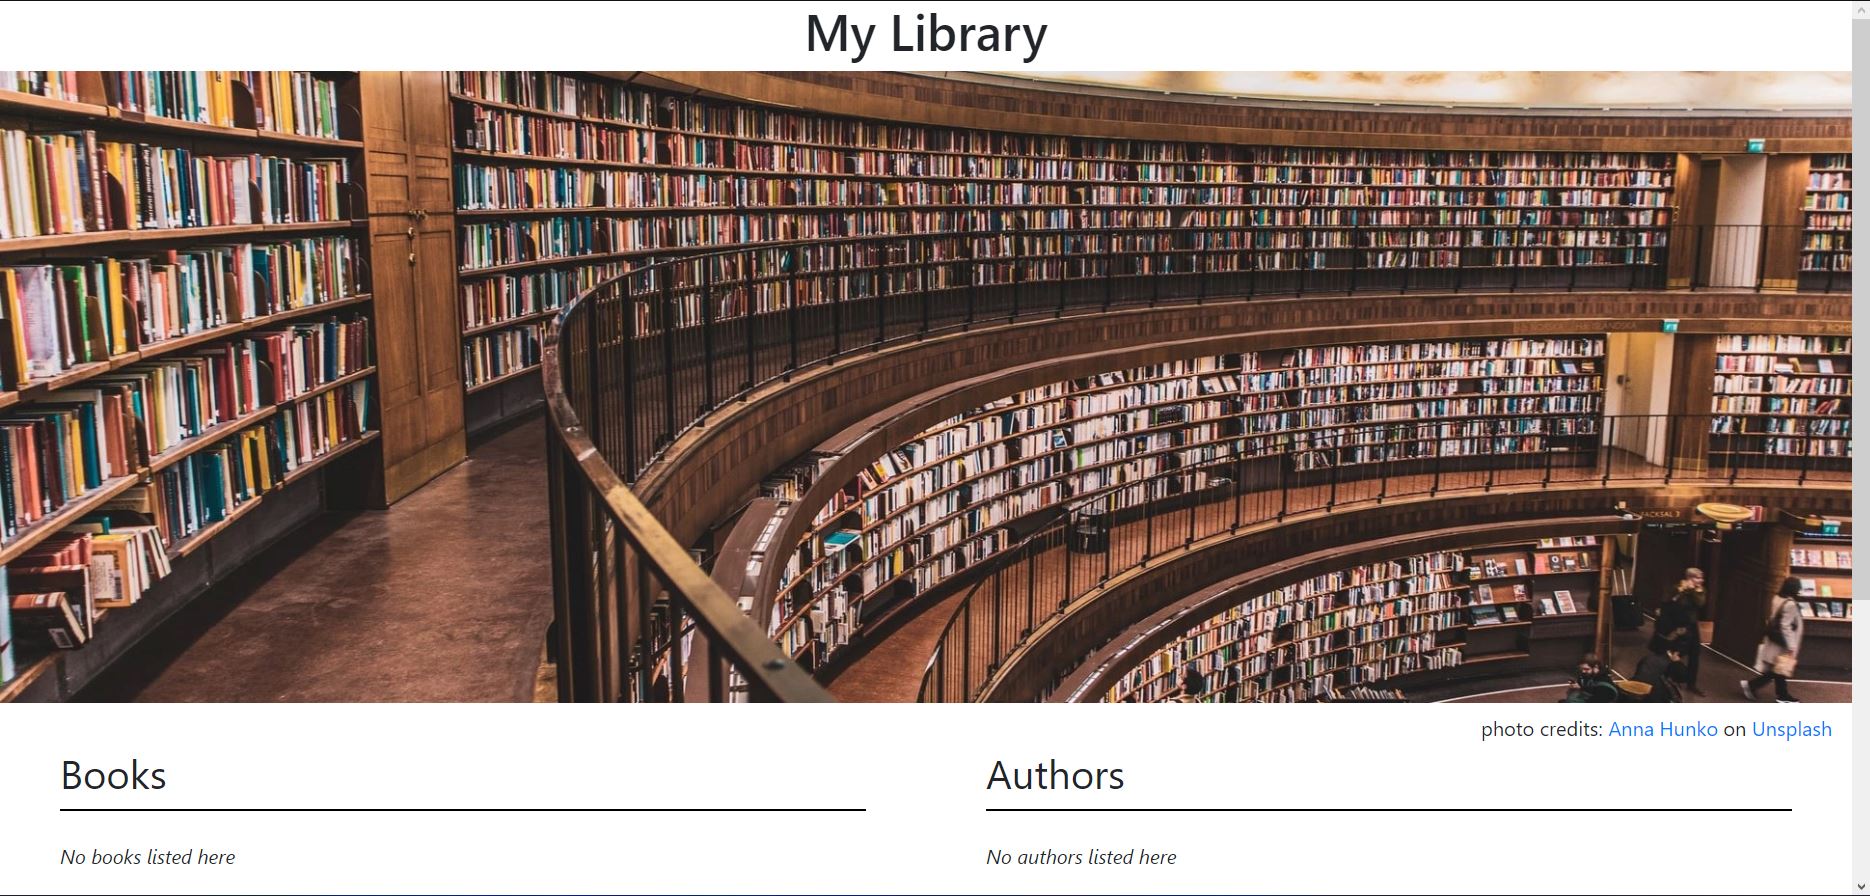 My Library
photo credits: Anna Hunko on Unsplash
Books
Authors
No books listed here
No authors listed here